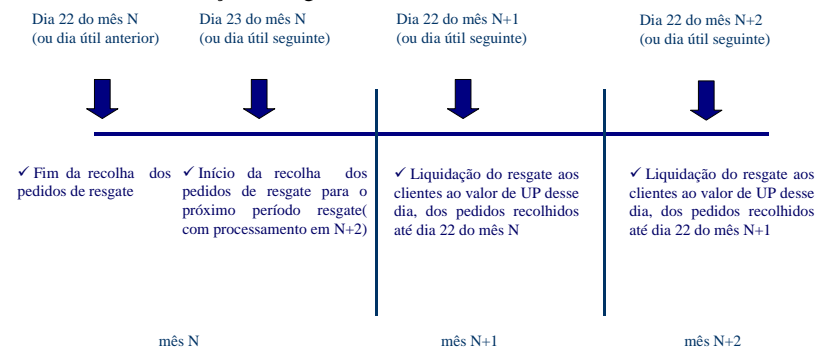 Dia 22 do mês N
(ou dia útil anterior)
Dia 23 do mês N
(ou dia útil seguinte)
Dia 22 do mês N+1
(ou dia útil seguinte)
Dia 22 do mês N+2
(ou dia útil seguinte)
✓ Fim da recolha dos
pedidos de resgate
✓ Início da recolha dos
pedidos de resgate para o
próximo período resgate(
com processamento em N+2)
✓ Liquidação do resgate aos
clientes ao valor de UP desse
dia, dos pedidos recolhidos
até dia 22 do mês N
✓ Liquidação do resgate aos
clientes ao valor de UP desse
dia, dos pedidos recolhidos
até dia 22 do mês N+1
mês N
mês N+1
mês N+2